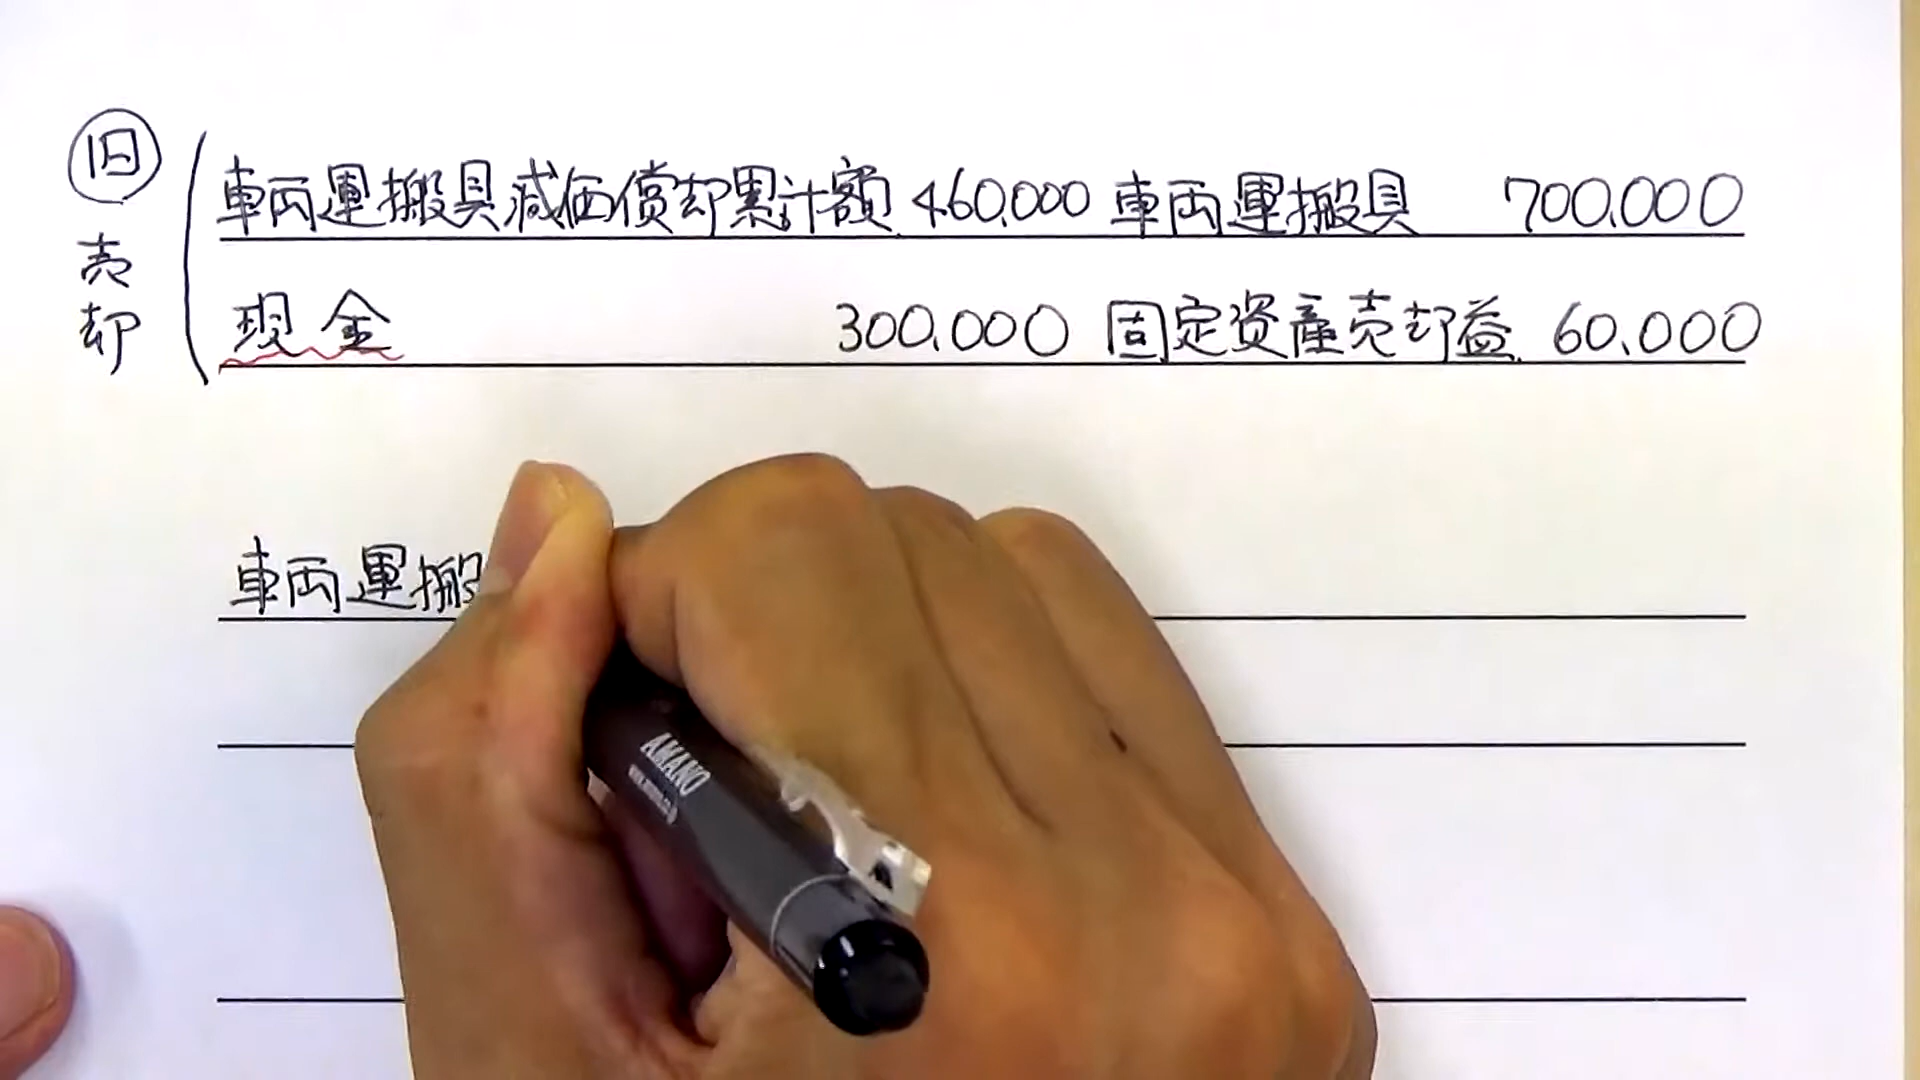 旧
売却
車両運搬具減価償却累計額 460,000 車両運搬具 700,000
現金 300,000 固定資産売却益 60,000
車両運搬
AMANO